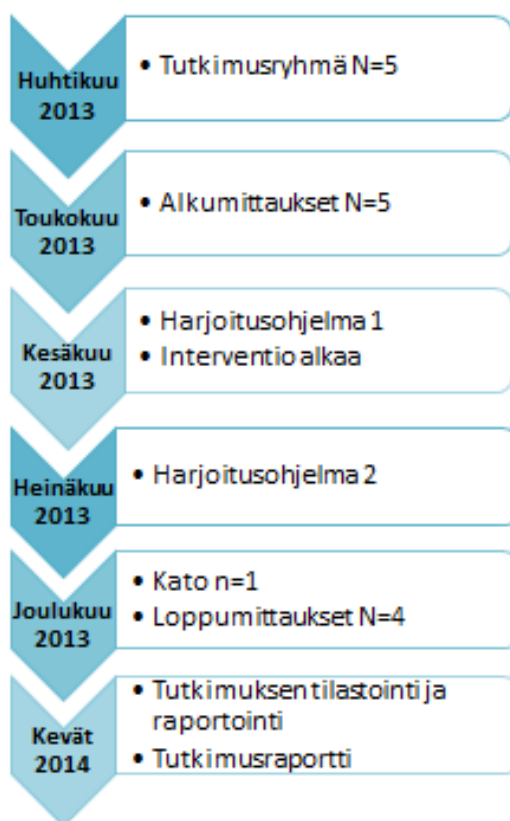 Huhtikuu
2013
• Tutkimusryhmä N=5
Toukokuu
2013
• Alkumittaukset N=5
Kesäkuu
2013
• Harjoitusohjelma 1
• Interventio alkaa
Heinäkuu
2013
• Harjoitusohjelma 2
Joulukuu
2013
• Kato n=1
• Loppumittaukset N=4
Kevät
2014
• Tutkimuksen tilastointi ja
raportointi
• Tutkimusraportti